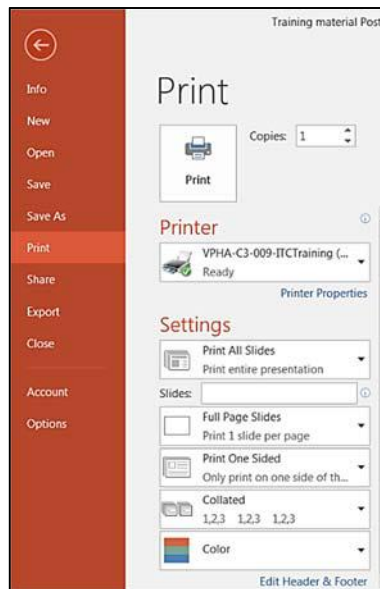 Training material Post
Info
New
Open
Save
Save As
Print
Share
Export
Close
Account
Options
Print
Print
Copies: 1
Printer
VPHA-C3-009-ITCTraining (...
Ready
Printer Properties
Settings
Print All Slides
Print entire presentation
Slides:
Full Page Slides
Print 1 slide per page
Print One Sided
Only print on one side of th...
Collated
1,2,3 1,2,3 1,2,3
Color
Edit Header & Footer